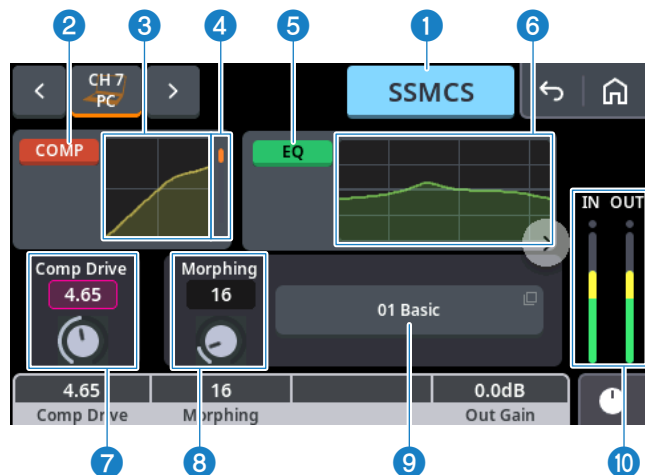 2 3 4 5 1 6
CH 7
PC
SSMCS
COMP
EQ
IN OUT
Comp Drive
4.65
Morphing
16
01 Basic
4.65 16 0.0dB
Comp Drive Morphing Out Gain
7 8 9 10